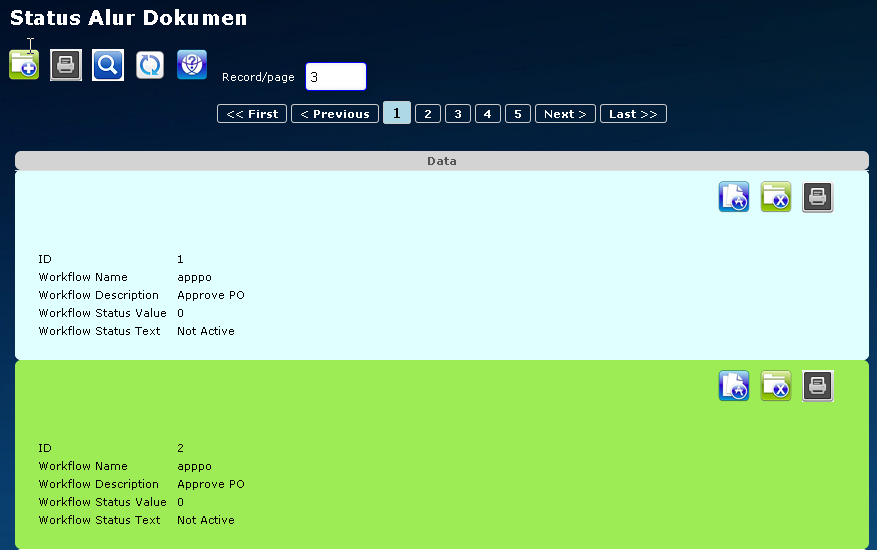 Status Alur Dokumen
Record/page 3
<< First < Previous 1 2 3 4 5 Next > Last >>
Data
ID 1
Workflow Name apppo
Workflow Description Approve PO
Workflow Status Value 0
Workflow Status Text Not Active
ID 2
Workflow Name apppo
Workflow Description Approve PO
Workflow Status Value 0
Workflow Status Text Not Active